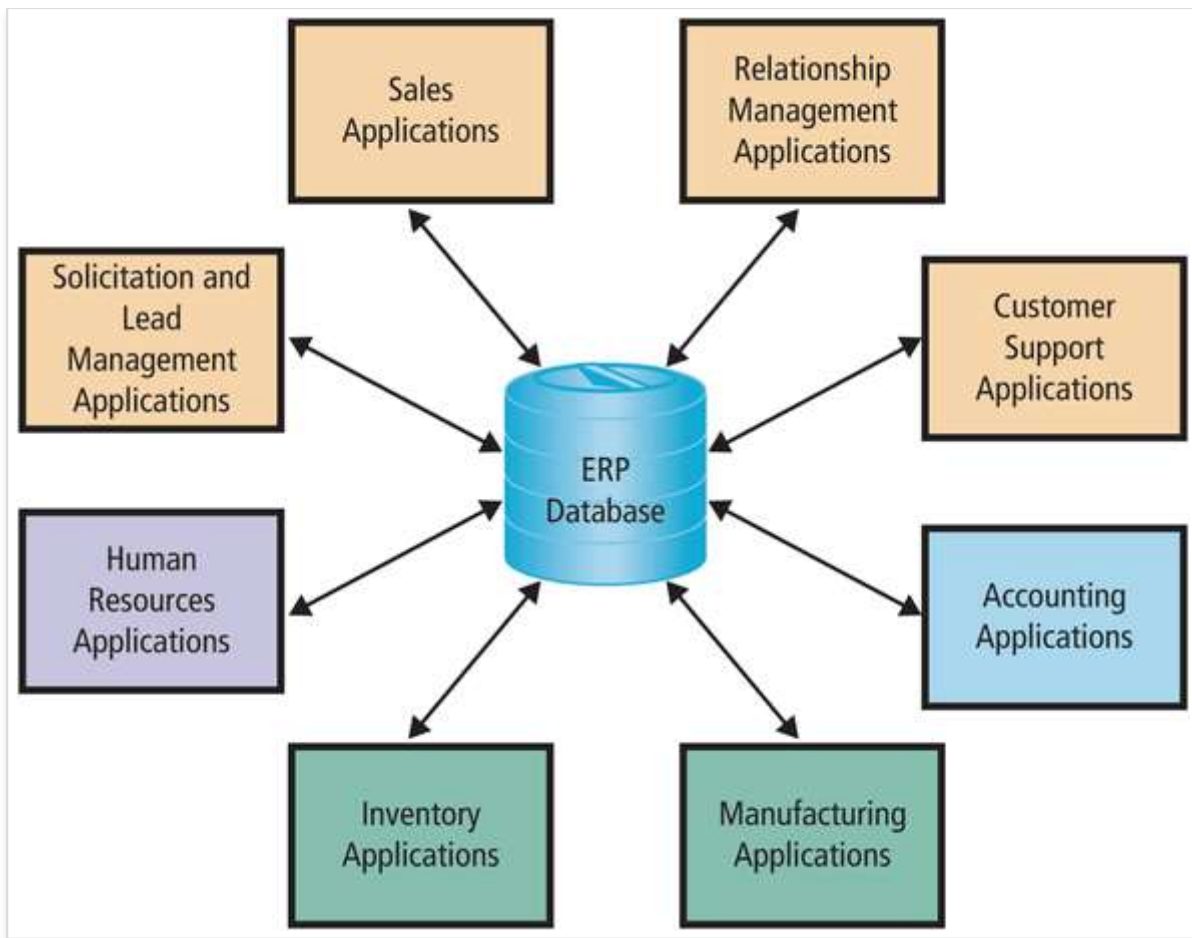 Sales
Applications
Relationship
Management
Applications
Solicitation and
Lead
Management
Applications
Customer
Support
Applications
ERP
Database
Human
Resources
Applications
Accounting
Applications
Inventory
Applications
Manufacturing
Applications